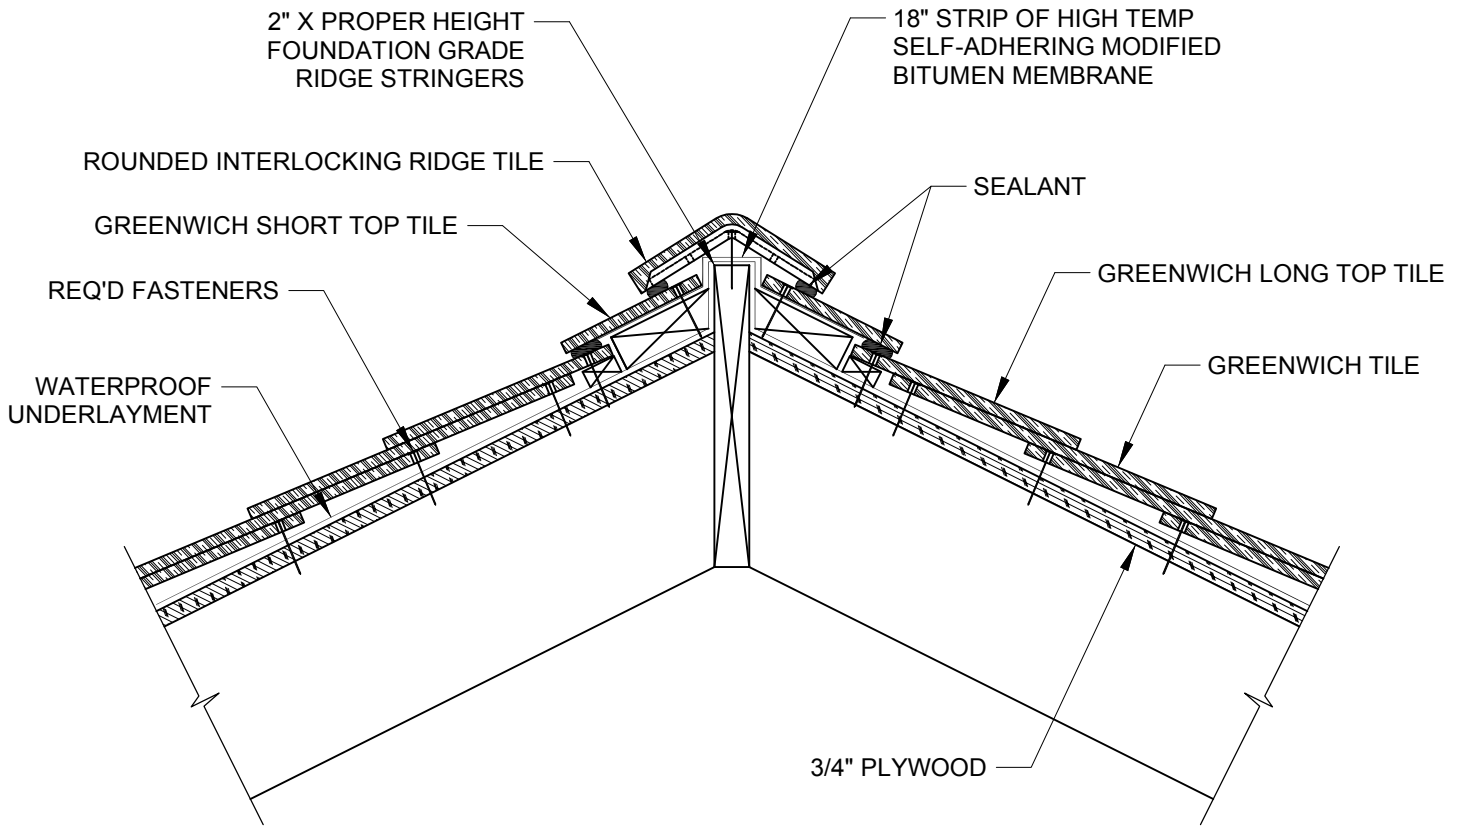 2" X PROPER HEIGHT
FOUNDATION GRADE
RIDGE STRINGERS
18" STRIP OF HIGH TEMP
SELF-ADHERING MODIFIED
BITUMEN MEMBRANE
ROUNDED INTERLOCKING RIDGE TILE
SEALANT
GREENWICH SHORT TOP TILE
GREENWICH LONG TOP TILE
REQ'D FASTENERS
GREENWICH TILE
WATERPROOF
UNDERLAYMENT
3/4" PLYWOOD